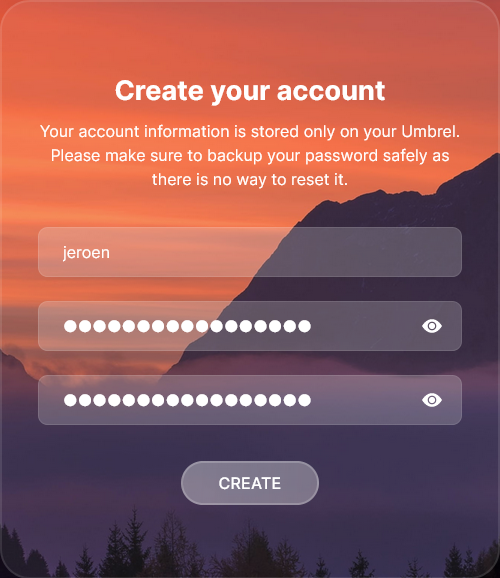 Create your account
Your account information is stored only on your Umbrel.
Please make sure to backup your password safely as
there is no way to reset it.
jeroen
●●●●●●●●●●●●●●●●●
●●●●●●●●●●●●●●●●●
CREATE